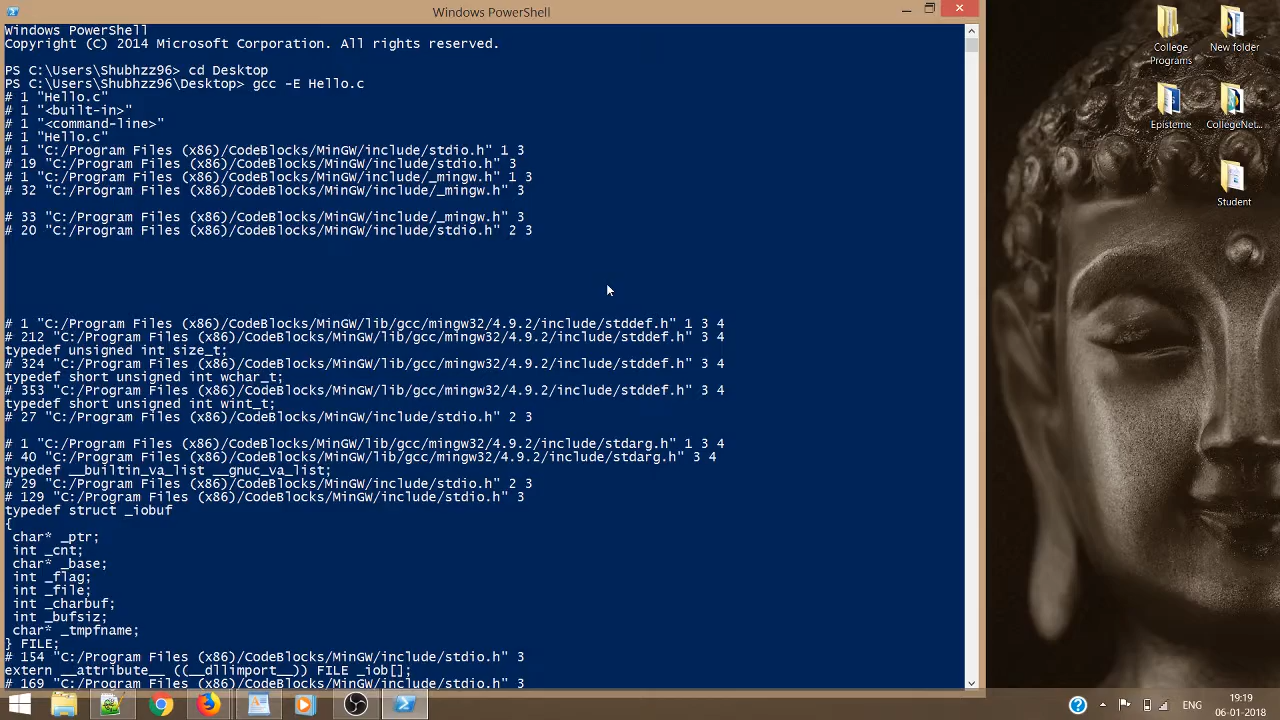 Windows PowerShell
Windows PowerShell
Copyright (C) 2014 Microsoft Corporation. All rights reserved.
PS C:\Users\Shubhzz96> cd Desktop
PS C:\Users\Shubhzz96\Desktop> gcc -E Hello.c
# 1 "Hello.c"
# 1 "<built-in>"
# 1 "<command-line>"
# 1 "Hello.c"
# 1 "C:/Program Files (x86)/CodeBlocks/MinGW/include/stdio.h" 1 3
# 19 "C:/Program Files (x86)/CodeBlocks/MinGW/include/stdio.h" 3
# 1 "C:/Program Files (x86)/CodeBlocks/MinGW/include/_mingw.h" 1 3
# 32 "C:/Program Files (x86)/CodeBlocks/MinGW/include/_mingw.h" 3
# 33 "C:/Program Files (x86)/CodeBlocks/MinGW/include/_mingw.h" 3
# 20 "C:/Program Files (x86)/CodeBlocks/MinGW/include/stdio.h" 2 3
# 1 "C:/Program Files (x86)/CodeBlocks/MinGW/lib/gcc/mingw32/4.9.2/include/stddef.h" 1 3 4
# 212 "C:/Program Files (x86)/CodeBlocks/MinGW/lib/gcc/mingw32/4.9.2/include/stddef.h" 3 4
typedef unsigned int size_t;
# 324 "C:/Program Files (x86)/CodeBlocks/MinGW/lib/gcc/mingw32/4.9.2/include/stddef.h" 3 4
typedef short unsigned int wchar_t;
# 353 "C:/Program Files (x86)/CodeBlocks/MinGW/lib/gcc/mingw32/4.9.2/include/stddef.h" 3 4
typedef short unsigned int wint_t;
# 27 "C:/Program Files (x86)/CodeBlocks/MinGW/include/stdio.h" 2 3
# 1 "C:/Program Files (x86)/CodeBlocks/MinGW/lib/gcc/mingw32/4.9.2/include/stdarg.h" 1 3 4
# 40 "C:/Program Files (x86)/CodeBlocks/MinGW/lib/gcc/mingw32/4.9.2/include/stdarg.h" 3 4
typedef __builtin_va_list __gnuc_va_list;
# 29 "C:/Program Files (x86)/CodeBlocks/MinGW/include/stdio.h" 2 3
# 129 "C:/Program Files (x86)/CodeBlocks/MinGW/include/stdio.h" 3
typedef struct _iobuf
{
char* _ptr;
int _cnt;
char* _base;
int _flag;
int _file;
int _charbuf;
int _bufsiz;
char* _tmpfname;
} FILE;
# 154 "C:/Program Files (x86)/CodeBlocks/MinGW/include/stdio.h" 3
extern __attribute__ ((__dllimport__)) FILE _iob[];
# 169 "C:/Program Files (x86)/CodeBlocks/MinGW/include/stdio.h" 3
College Programs
New folder
Episteme
CollegeNet...
Student
ENG
19:19
06-01-2018